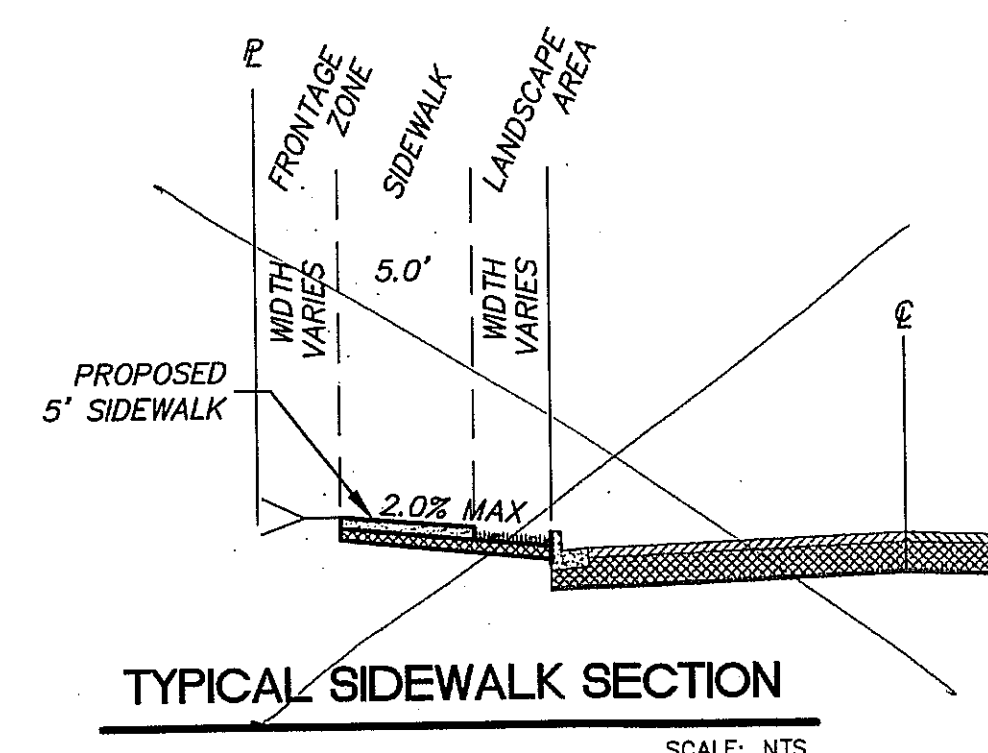 PL
FRONTAGE
ZONE
SIDEWALK
LANDSCAPE
AREA
WIDTH
VARIES
5.0'
WIDTH
VARIES
CL
PROPOSED
5' SIDEWALK
2.0% MAX
TYPICAL SIDEWALK SECTION
SCALE: NTS